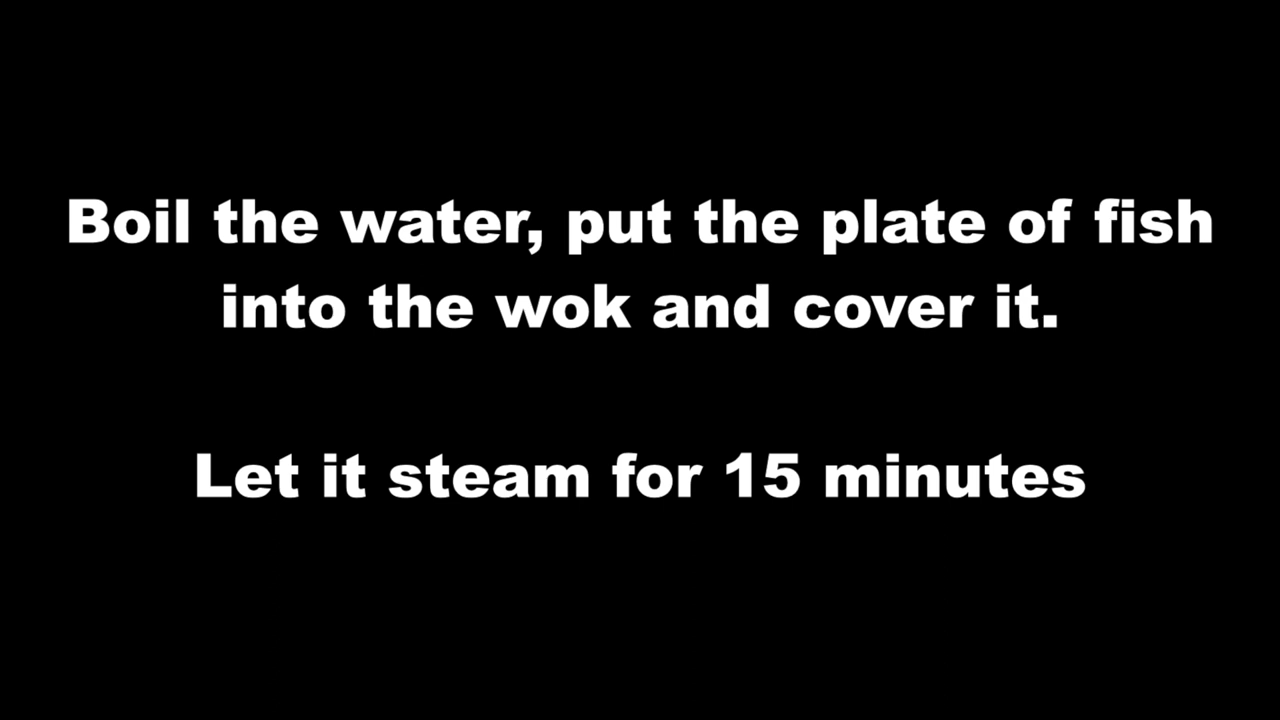 Boil the water, put the plate of fish
into the wok and cover it.
Let it steam for 15 minutes